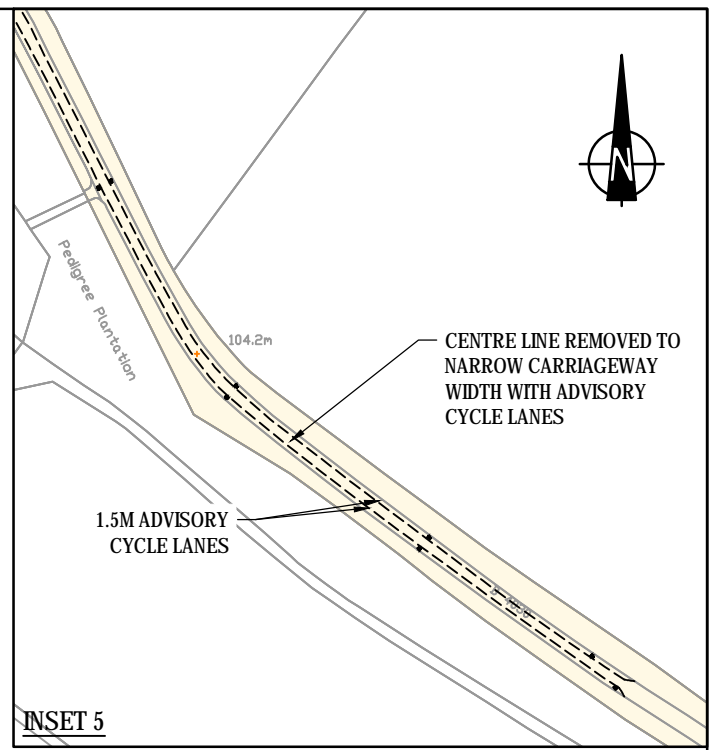 N
Pedigree Plantation
104.2m
CENTRE LINE REMOVED TO
NARROW CARRIAGEWAY
WIDTH WITH ADVISORY
CYCLE LANES
1.5M ADVISORY
CYCLE LANES
INSET 5